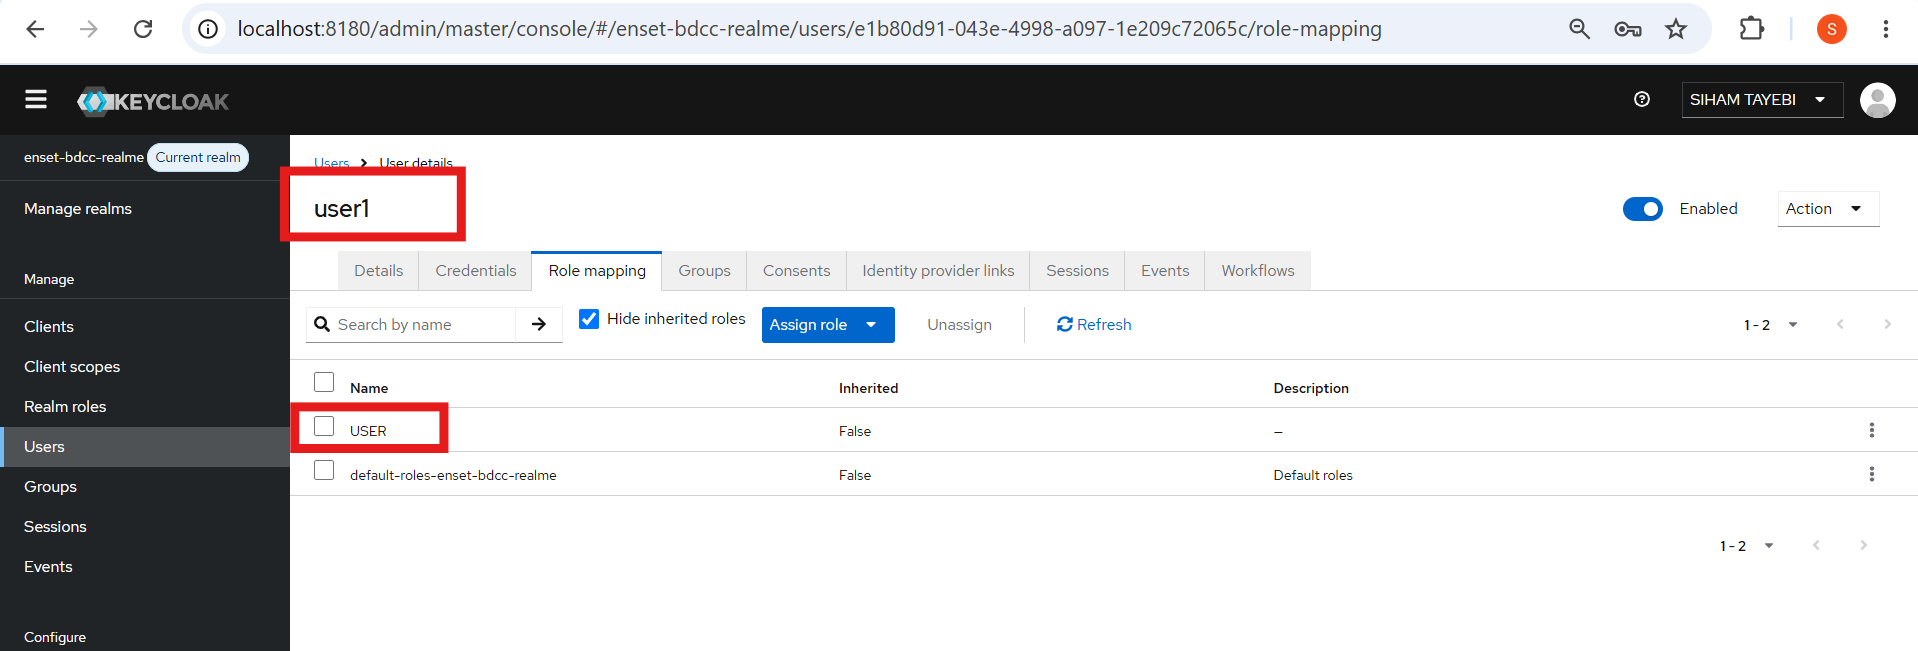 localhost:8180/admin/master/console/#/enset-bdcc-realme/users/e1b80d91-043e-4998-a097-1e209c72065c/role-mapping
S
KEYCLOAK
SIHAM TAYEBI
enset-bdcc-realme Current realm
Manage realms
Manage
Clients
Client scopes
Realm roles
Users
Groups
Sessions
Events
Configure
Users User details
user1
Enabled
Action
Details Credentials Role mapping Groups Consents Identity provider links Sessions Events Workflows
Search by name Hide inherited roles Assign role Unassign Refresh 1 - 2
Name Inherited Description
USER False –
default-roles-enset-bdcc-realme False Default roles
1 - 2